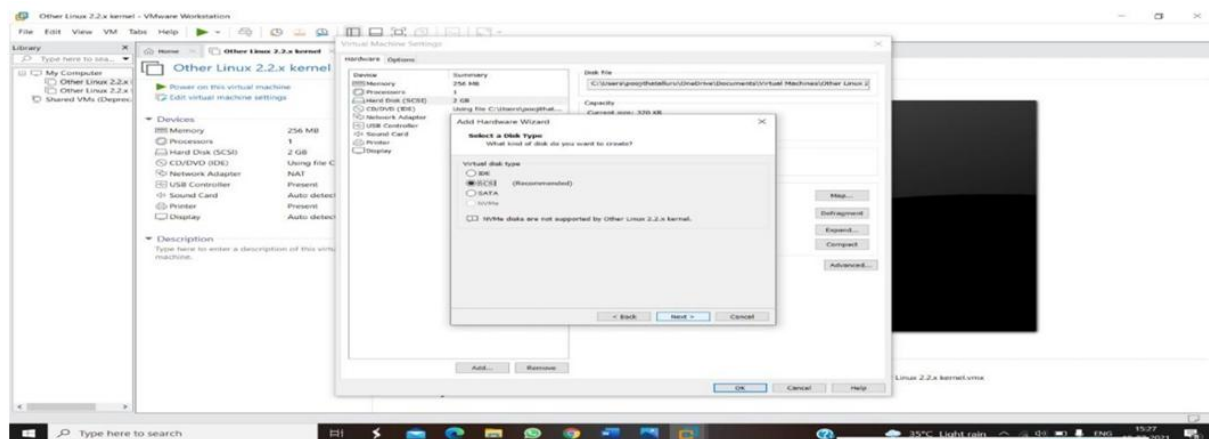 Other Linux 2.2.x kernel - VMware Workstation
File Edit View VM Tabs Help
Library
Type here to sea...
My Computer
Other Linux 2.2.x
Other Linux 2.2.x
Shared VMs (Deprec
Home
Other Linux 2.2.x kernel
Other Linux 2.2.x kernel
Power on this virtual machine
Edit virtual machine settings
Devices
Memory 256 MB
Processors 1
Hard Disk (SCSI) 2 GB
CD/DVD (IDE) Using file C
Network Adapter NAT
USB Controller Present
Sound Card Auto detect
Printer Present
Display Auto detect
Description
Type here to enter a description of this virtu
machine.
Virtual Machine Settings
Hardware Options
Device Summary
Memory 256 MB
Processors 1
Hard Disk (SCSI) 2 GB
CD/DVD (IDE) Using file C:\Users\poojithat...
Network Adapter
USB Controller
Sound Card
Printer
Display
Disk file
Capacity
Current size: 320 KB
Add Hardware Wizard
Select a Disk Type
What kind of disk do you want to create?
Virtual disk type
IDE
SCSI (Recommended)
SATA
NVMe
NVMe disks are not supported by Other Linux 2.2.x kernel.
< Back Next > Cancel
Map...
Defragment
Expand...
Compact
Advanced...
Add... Remove
OK Cancel Help
Linux 2.2.x kernel.vmx
Type here to search
35°C Light rain
ENG
15:27